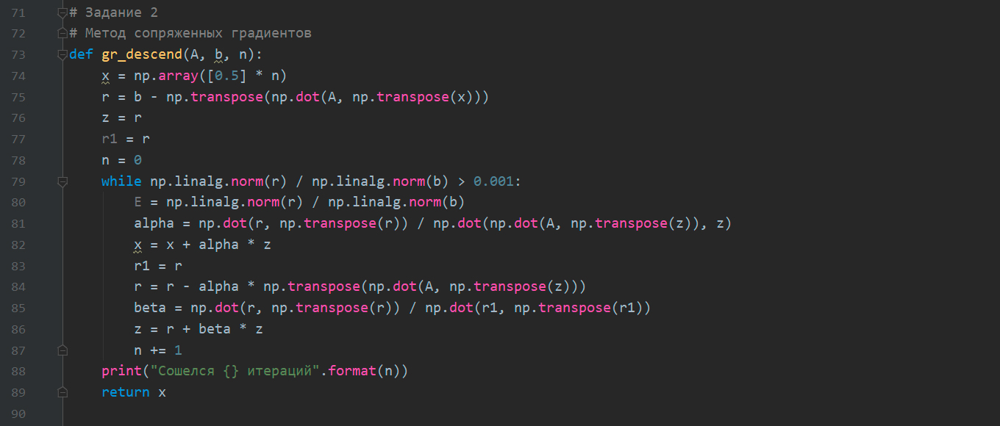 71 # Задание 2
72 # Метод сопряженных градиентов
73 def gr_descend(A, b, n):
74     x = np.array([0.5] * n)
75     r = b - np.transpose(np.dot(A, np.transpose(x)))
76     z = r
77     r1 = r
78     n = 0
79     while np.linalg.norm(r) / np.linalg.norm(b) > 0.001:
80         E = np.linalg.norm(r) / np.linalg.norm(b)
81         alpha = np.dot(r, np.transpose(r)) / np.dot(np.dot(A, np.transpose(z)), z)
82         x = x + alpha * z
83         r1 = r
84         r = r - alpha * np.transpose(np.dot(A, np.transpose(z)))
85         beta = np.dot(r, np.transpose(r)) / np.dot(r1, np.transpose(r1))
86         z = r + beta * z
87         n += 1
88     print("Сошелся {} итераций".format(n))
89     return x
90